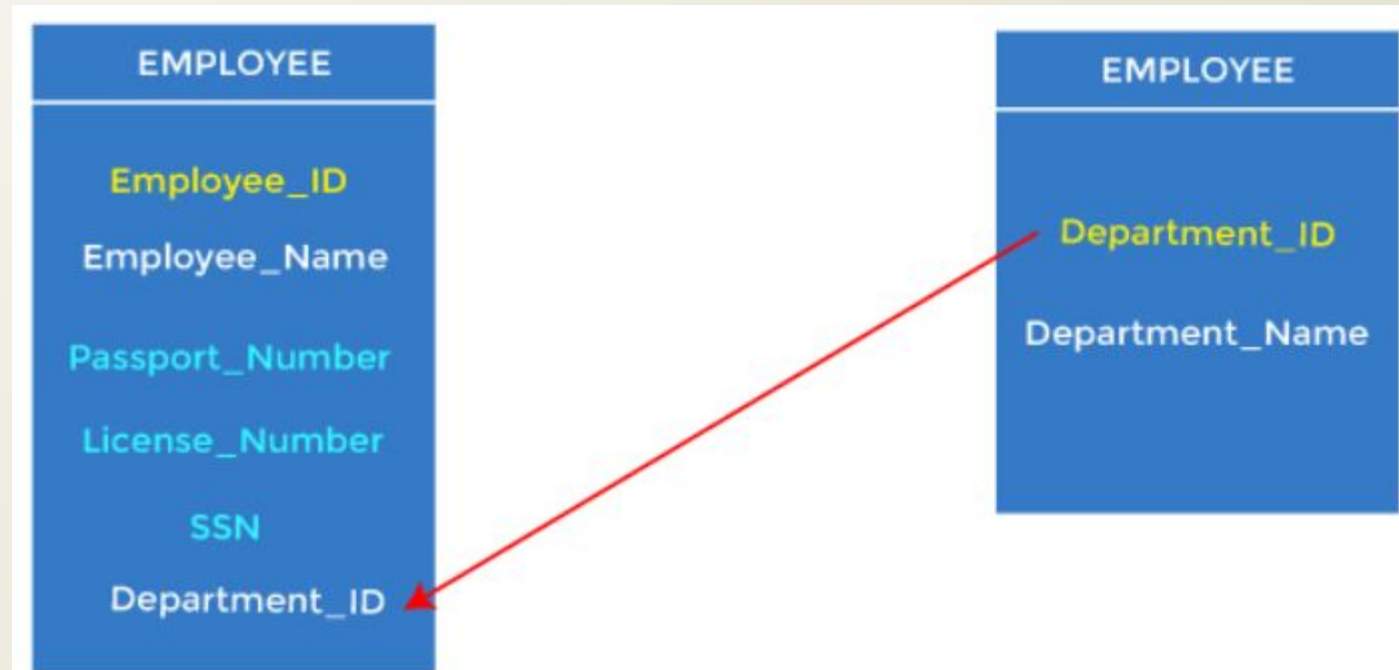 EMPLOYEE
Employee_ID
Employee_Name
Passport_Number
License_Number
SSN
Department_ID
EMPLOYEE
Department_ID
Department_Name